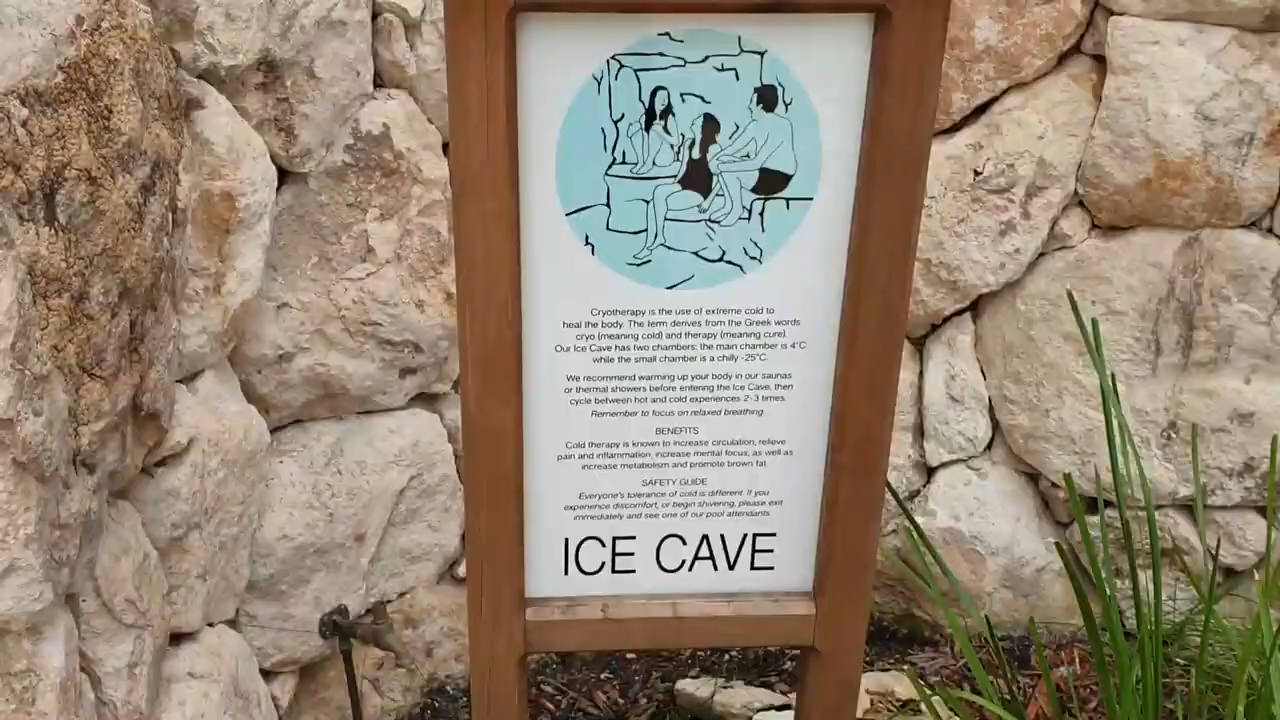 Cryotherapy is the use of extreme cold to
heal the body. The term derives from the Greek words
cryo (meaning cold) and therapy (meaning cure).
Our Ice Cave has two chambers: the main chamber is 4°C
while the small chamber is a chilly -25°C.
We recommend warming up your body in our saunas
or thermal showers before entering the Ice Cave, then
cycle between hot and cold experiences 2-3 times.
Remember to focus on relaxed breathing
BENEFITS
Cold therapy is known to increase circulation, relieve
pain and inflammation, increase mental focus, as well as
increase metabolism and promote brown fat
SAFETY GUIDE
Everyone's tolerance of cold is different. If you
experience discomfort, or begin shivering, please exit
immediately and see one of our pool attendants
ICE CAVE